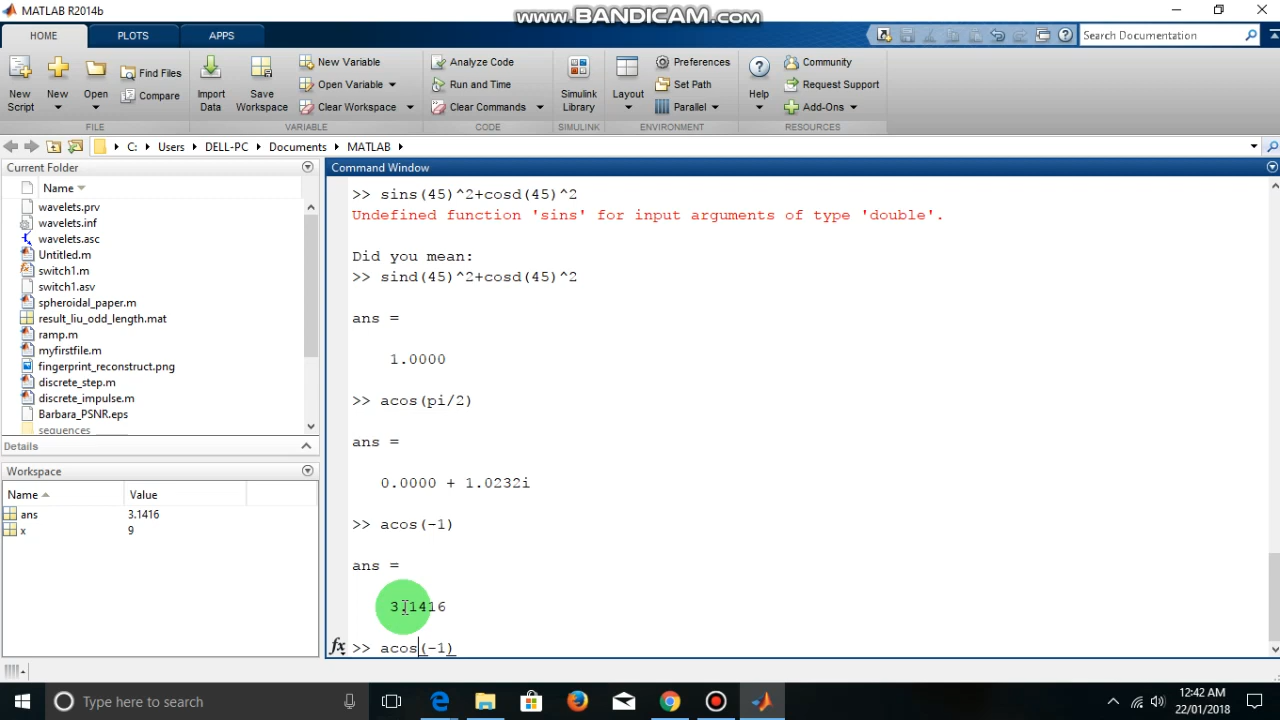 MATLAB R2014b
www.BANDICAM.com
HOME PLOTS APPS
Search Documentation
New Script
New
Open
Find Files
Compare
FILE
Import Data
Save Workspace
New Variable
Open Variable
Clear Workspace
VARIABLE
Analyze Code
Run and Time
Clear Commands
CODE
Simulink Library
SIMULINK
Layout
Preferences
Set Path
Parallel
ENVIRONMENT
Help
Community
Request Support
Add-Ons
RESOURCES
C: Users DELL-PC Documents MATLAB
Current Folder
Name
wavelets.prv
wavelets.inf
wavelets.asc
Untitled.m
switch1.m
switch1.asv
spheroidal_paper.m
result_liu_odd_length.mat
ramp.m
myfirstfile.m
fingerprint_reconstruct.png
discrete_step.m
discrete_impulse.m
Barbara_PSNR.eps
sequences
Details
Workspace
Name Value
ans 3.1416
x 9
Command Window
>> sins(45)^2+cosd(45)^2
Undefined function 'sins' for input arguments of type 'double'.
Did you mean:
>> sind(45)^2+cosd(45)^2
ans =
1.0000
>> acos(pi/2)
ans =
0.0000 + 1.0232i
>> acos(-1)
ans =
3.1416
fx >> acos(-1)
Type here to search
12:42 AM
22/01/2018